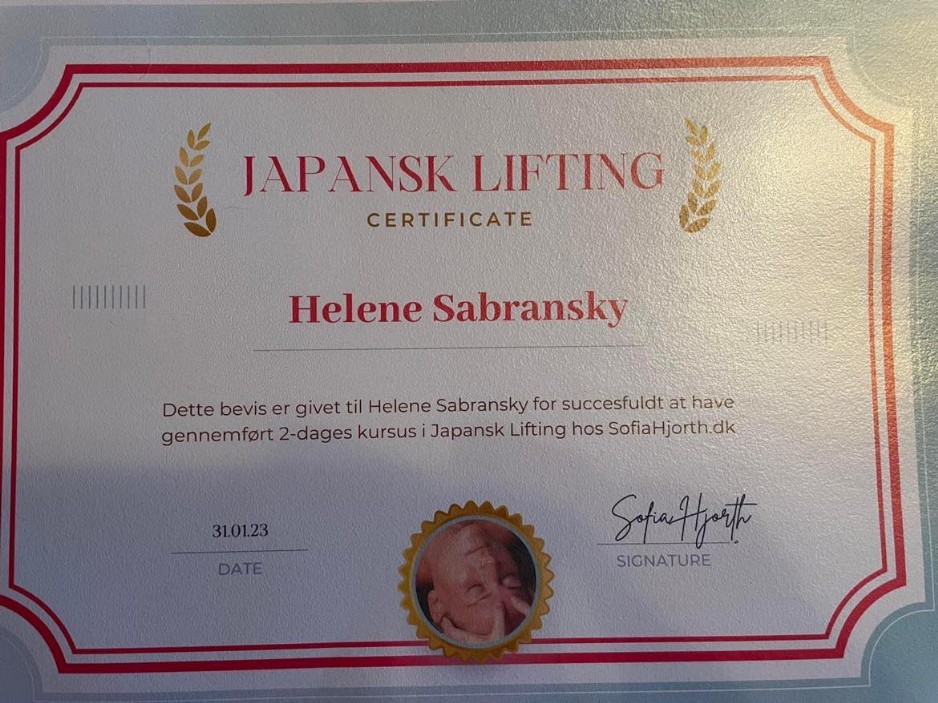 JAPANSK LIFTING
CERTIFICATE
Helene Sabransky
Dette bevis er givet til Helene Sabransky for succesfuldt at have
gennemført 2-dages kursus i Japansk Lifting hos SofiaHjorth.dk
31.01.23
DATE
SofiaHjorth
SIGNATURE